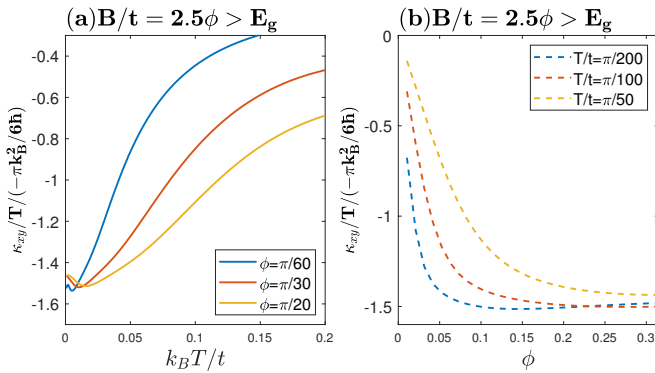 (a)B/t = 2.5ϕ > E_g
κ_xy/T/(-πk_B^2/6ħ)
-0.4
-0.6
-0.8
-1
-1.2
-1.4
-1.6
0
0.05
0.1
0.15
0.2
k_BT/t
ϕ=π/60
ϕ=π/30
ϕ=π/20
(b)B/t = 2.5ϕ > E_g
κ_xy/T/(-πk_B^2/6ħ)
0
-0.5
-1
-1.5
0
0.05
0.1
0.15
0.2
0.25
0.3
ϕ
T/t=π/200
T/t=π/100
T/t=π/50